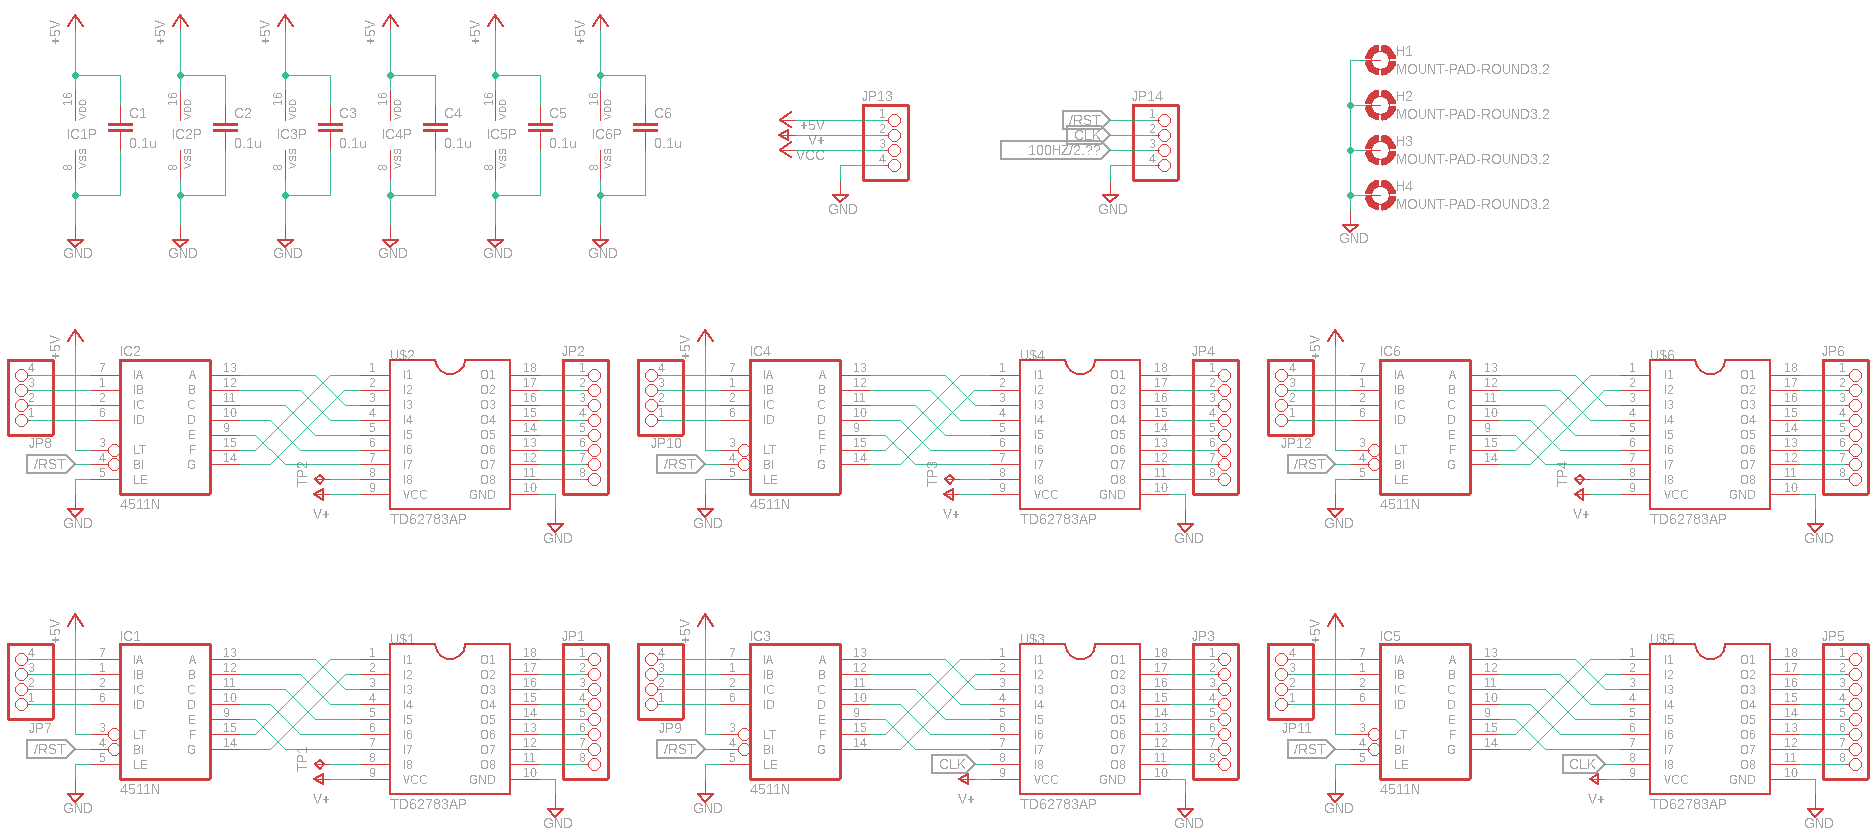 +5V +5V +5V +5V +5V +5V
16 VDD 16 VDD 16 VDD 16 VDD 16 VDD 16 VDD
IC1P C1 IC2P C2 IC3P C3 IC4P C4 IC5P C5 IC6P C6
0.1u 0.1u 0.1u 0.1u 0.1u 0.1u
8 VSS 8 VSS 8 VSS 8 VSS 8 VSS 8 VSS
GND GND GND GND GND GND
JP13
1
+5V 2
V+ 3
VCC 4
GND
JP14
/RST 1
CLK 2
100HZ/2.?? 3
4
GND
H1
MOUNT-PAD-ROUND3.2
H2
MOUNT-PAD-ROUND3.2
H3
MOUNT-PAD-ROUND3.2
H4
MOUNT-PAD-ROUND3.2
GND
+5V IC2 U$2 JP2
4 7 IA A 13 1 I1 O1 18 1
3 1 IB B 12 2 I2 O2 17 2
2 2 IC C 11 3 I3 O3 16 3
1 6 ID D 10 4 I4 O4 15 4
E 9 5 I5 O5 14 5
JP8 3 LT F 15 6 I6 O6 13 6
/RST 4 BI G 14 7 I7 O7 12 7
5 LE TP2 8 I8 O8 11 8
9 VCC GND 10
GND 4511N V+ TD62783AP GND
+5V IC4 U$4 JP4
4 7 IA A 13 1 I1 O1 18 1
3 1 IB B 12 2 I2 O2 17 2
2 2 IC C 11 3 I3 O3 16 3
1 6 ID D 10 4 I4 O4 15 4
E 9 5 I5 O5 14 5
JP10 3 LT F 15 6 I6 O6 13 6
/RST 4 BI G 14 7 I7 O7 12 7
5 LE TP3 8 I8 O8 11 8
9 VCC GND 10
GND 4511N V+ TD62783AP GND
+5V IC6 U$6 JP6
4 7 IA A 13 1 I1 O1 18 1
3 1 IB B 12 2 I2 O2 17 2
2 2 IC C 11 3 I3 O3 16 3
1 6 ID D 10 4 I4 O4 15 4
E 9 5 I5 O5 14 5
JP12 3 LT F 15 6 I6 O6 13 6
/RST 4 BI G 14 7 I7 O7 12 7
5 LE TP4 8 I8 O8 11 8
9 VCC GND 10
GND 4511N V+ TD62783AP GND
+5V IC1 U$1 JP1
4 7 IA A 13 1 I1 O1 18 1
3 1 IB B 12 2 I2 O2 17 2
2 2 IC C 11 3 I3 O3 16 3
1 6 ID D 10 4 I4 O4 15 4
E 9 5 I5 O5 14 5
JP7 3 LT F 15 6 I6 O6 13 6
/RST 4 BI G 14 7 I7 O7 12 7
5 LE TP1 8 I8 O8 11 8
9 VCC GND 10
GND 4511N V+ TD62783AP GND
+5V IC3 U$3 JP3
4 7 IA A 13 1 I1 O1 18 1
3 1 IB B 12 2 I2 O2 17 2
2 2 IC C 11 3 I3 O3 16 3
1 6 ID D 10 4 I4 O4 15 4
E 9 5 I5 O5 14 5
JP9 3 LT F 15 6 I6 O6 13 6
/RST 4 BI G 14 7 I7 O7 12 7
5 LE CLK 8 I8 O8 11 8
9 VCC GND 10
GND 4511N V+ TD62783AP GND
+5V IC5 U$5 JP5
4 7 IA A 13 1 I1 O1 18 1
3 1 IB B 12 2 I2 O2 17 2
2 2 IC C 11 3 I3 O3 16 3
1 6 ID D 10 4 I4 O4 15 4
E 9 5 I5 O5 14 5
JP11 3 LT F 15 6 I6 O6 13 6
/RST 4 BI G 14 7 I7 O7 12 7
5 LE CLK 8 I8 O8 11 8
9 VCC GND 10
GND 4511N V+ TD62783AP GND